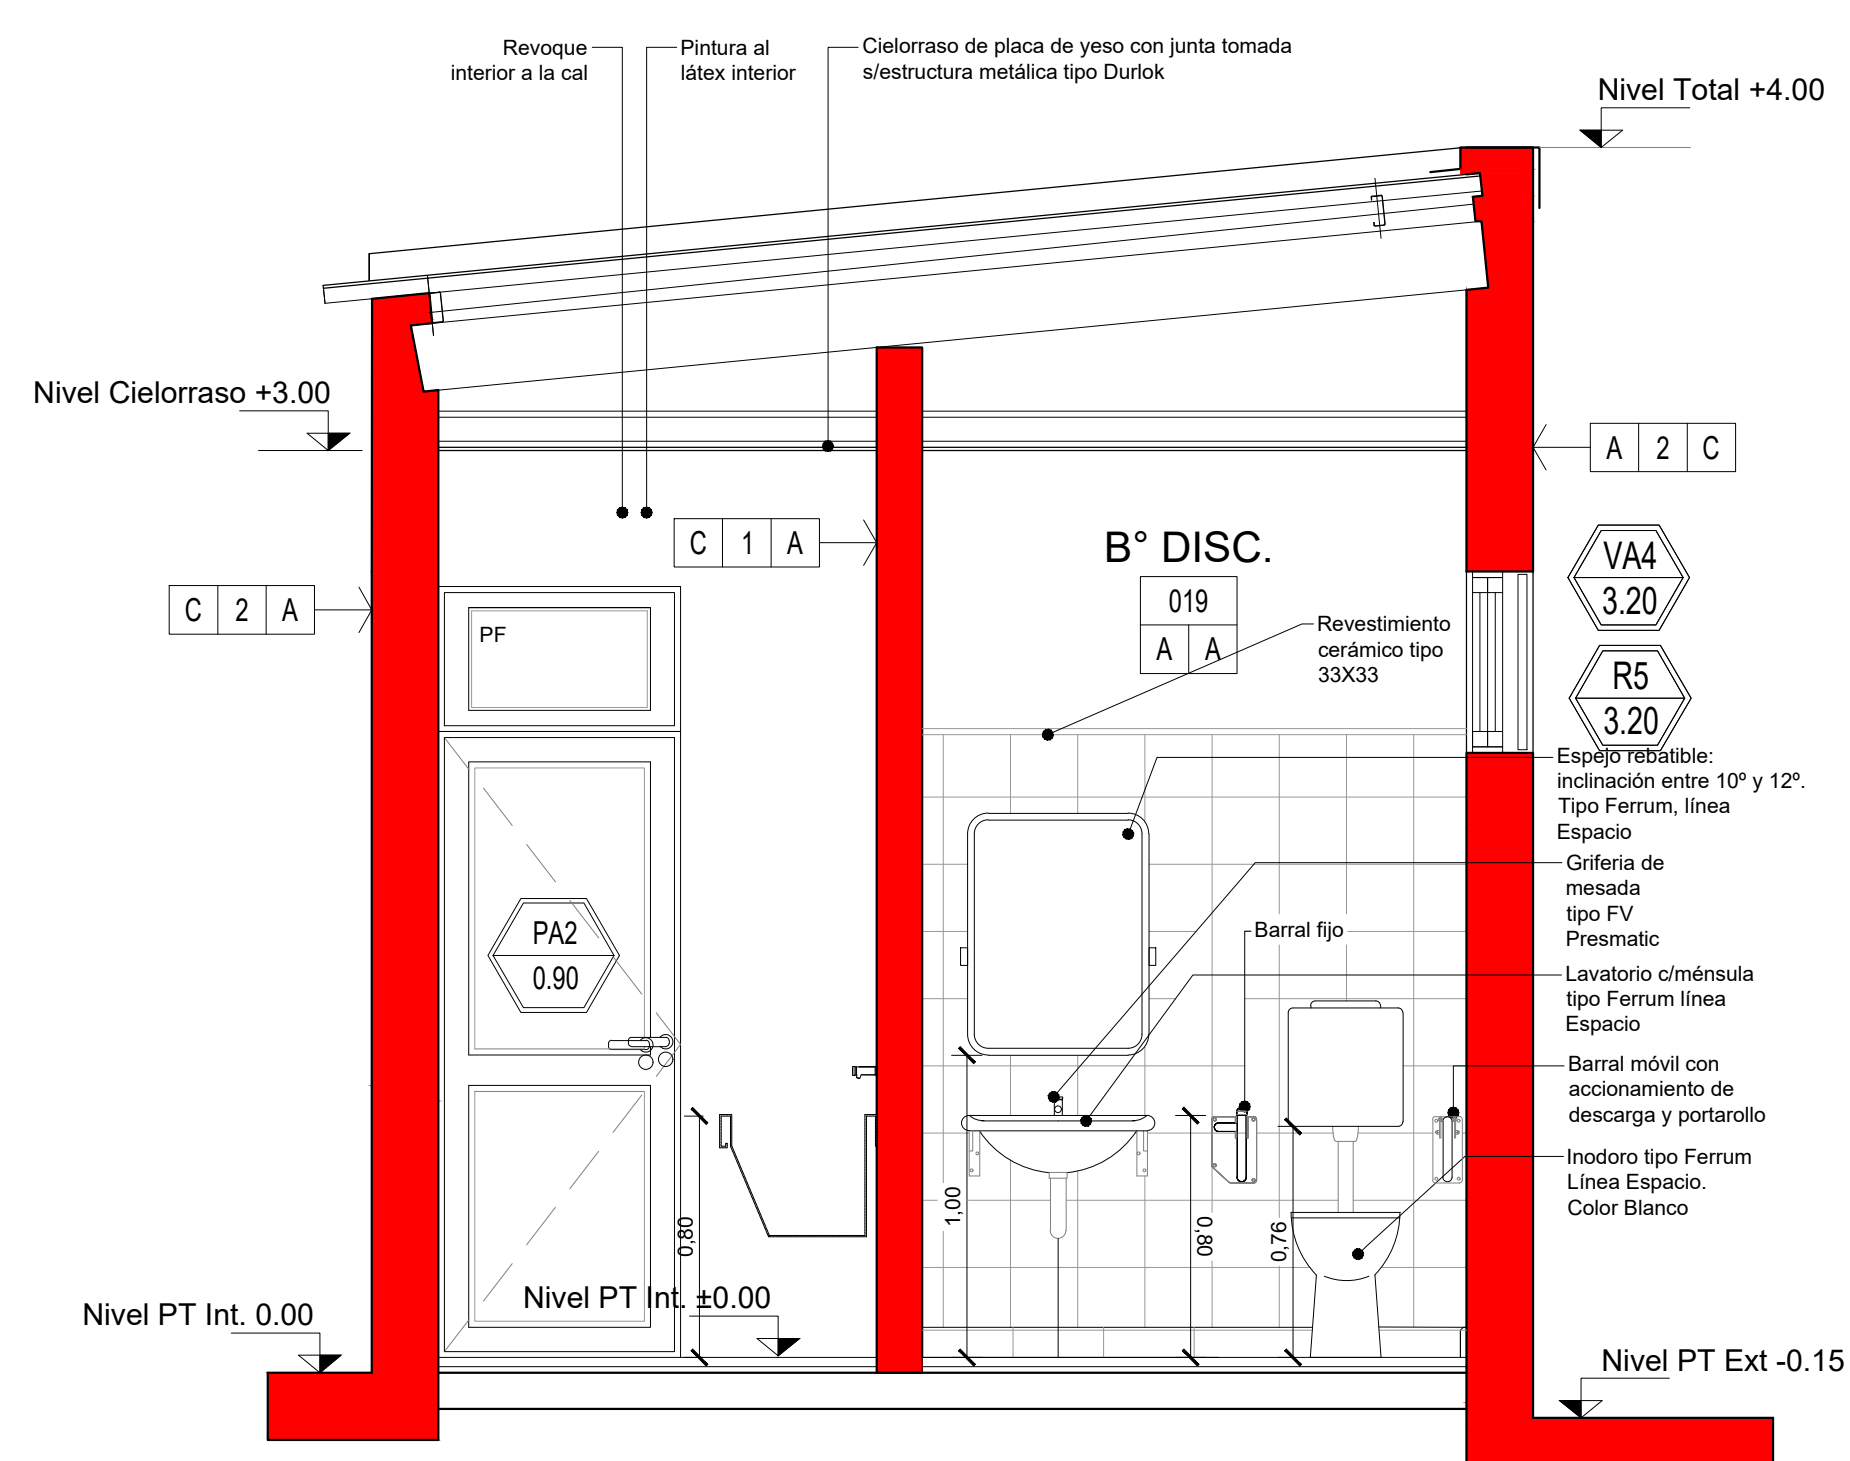 Revoque
interior a la cal
Pintura al
látex interior
Cielorraso de placa de yeso con junta tomada
s/estructura metálica tipo Durlok
Nivel Total +4.00
Nivel Cielorraso +3.00
A 2 C
C 1 A
B° DISC.
019
A A
C 2 A
PF
VA4
3.20
R5
3.20
Revestimiento
cerámico tipo
33X33
Espejo rebatible:
inclinación entre 10º y 12º.
Tipo Ferrum, línea
Espacio
Griferia de
mesada
tipo FV
Presmatic
PA2
0.90
Barral fijo
Lavatorio c/ménsula
tipo Ferrum línea
Espacio
Barral móvil con
accionamiento de
descarga y portarollo
Inodoro tipo Ferrum
Línea Espacio.
Color Blanco
0,80
1,00
0,80
0,76
Nivel PT Int. ±0.00
Nivel PT Int. 0.00
Nivel PT Ext -0.15